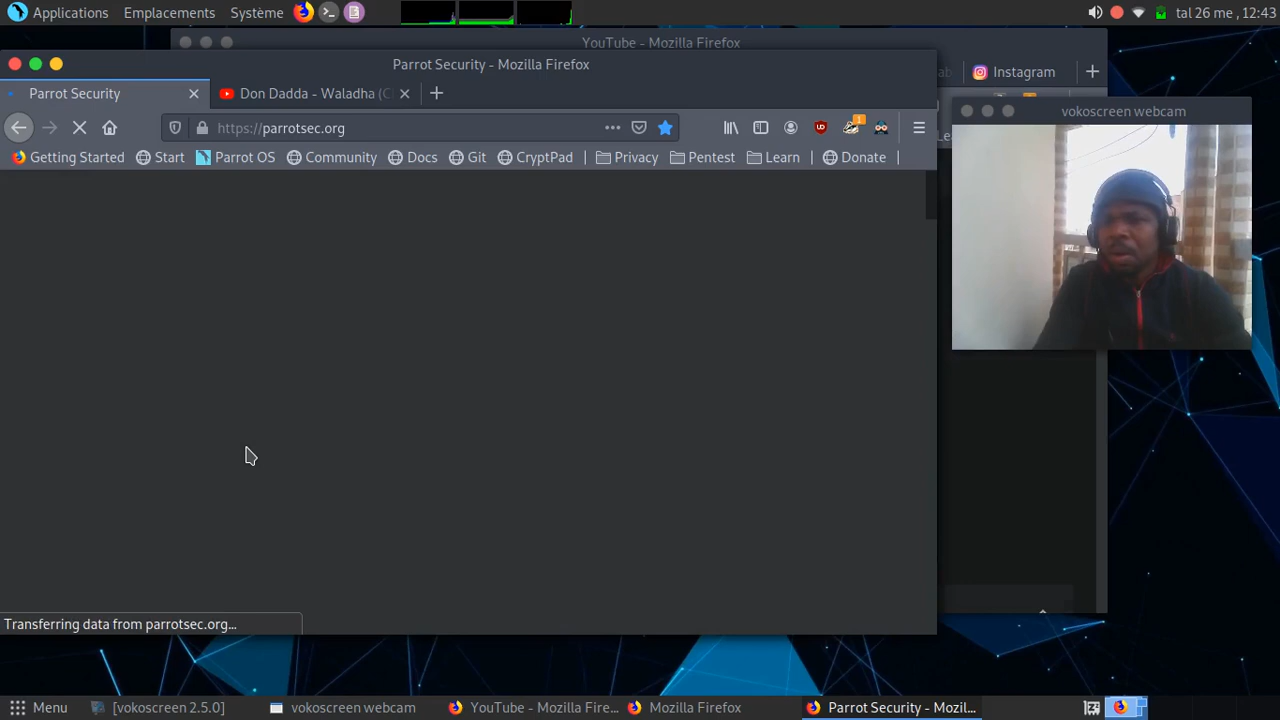 Applications Emplacements Système tal 26 me , 12:43
YouTube - Mozilla Firefox
Parrot Security - Mozilla Firefox
Parrot Security Don Dadda - Waladha (C
Instagram
https://parrotsec.org
vokoscreen webcam
Getting Started Start Parrot OS Community Docs Git CryptPad Privacy Pentest Learn Donate
Transferring data from parrotsec.org...
Menu [vokoscreen 2.5.0] vokoscreen webcam YouTube - Mozilla Fire... Mozilla Firefox Parrot Security - Mozil...